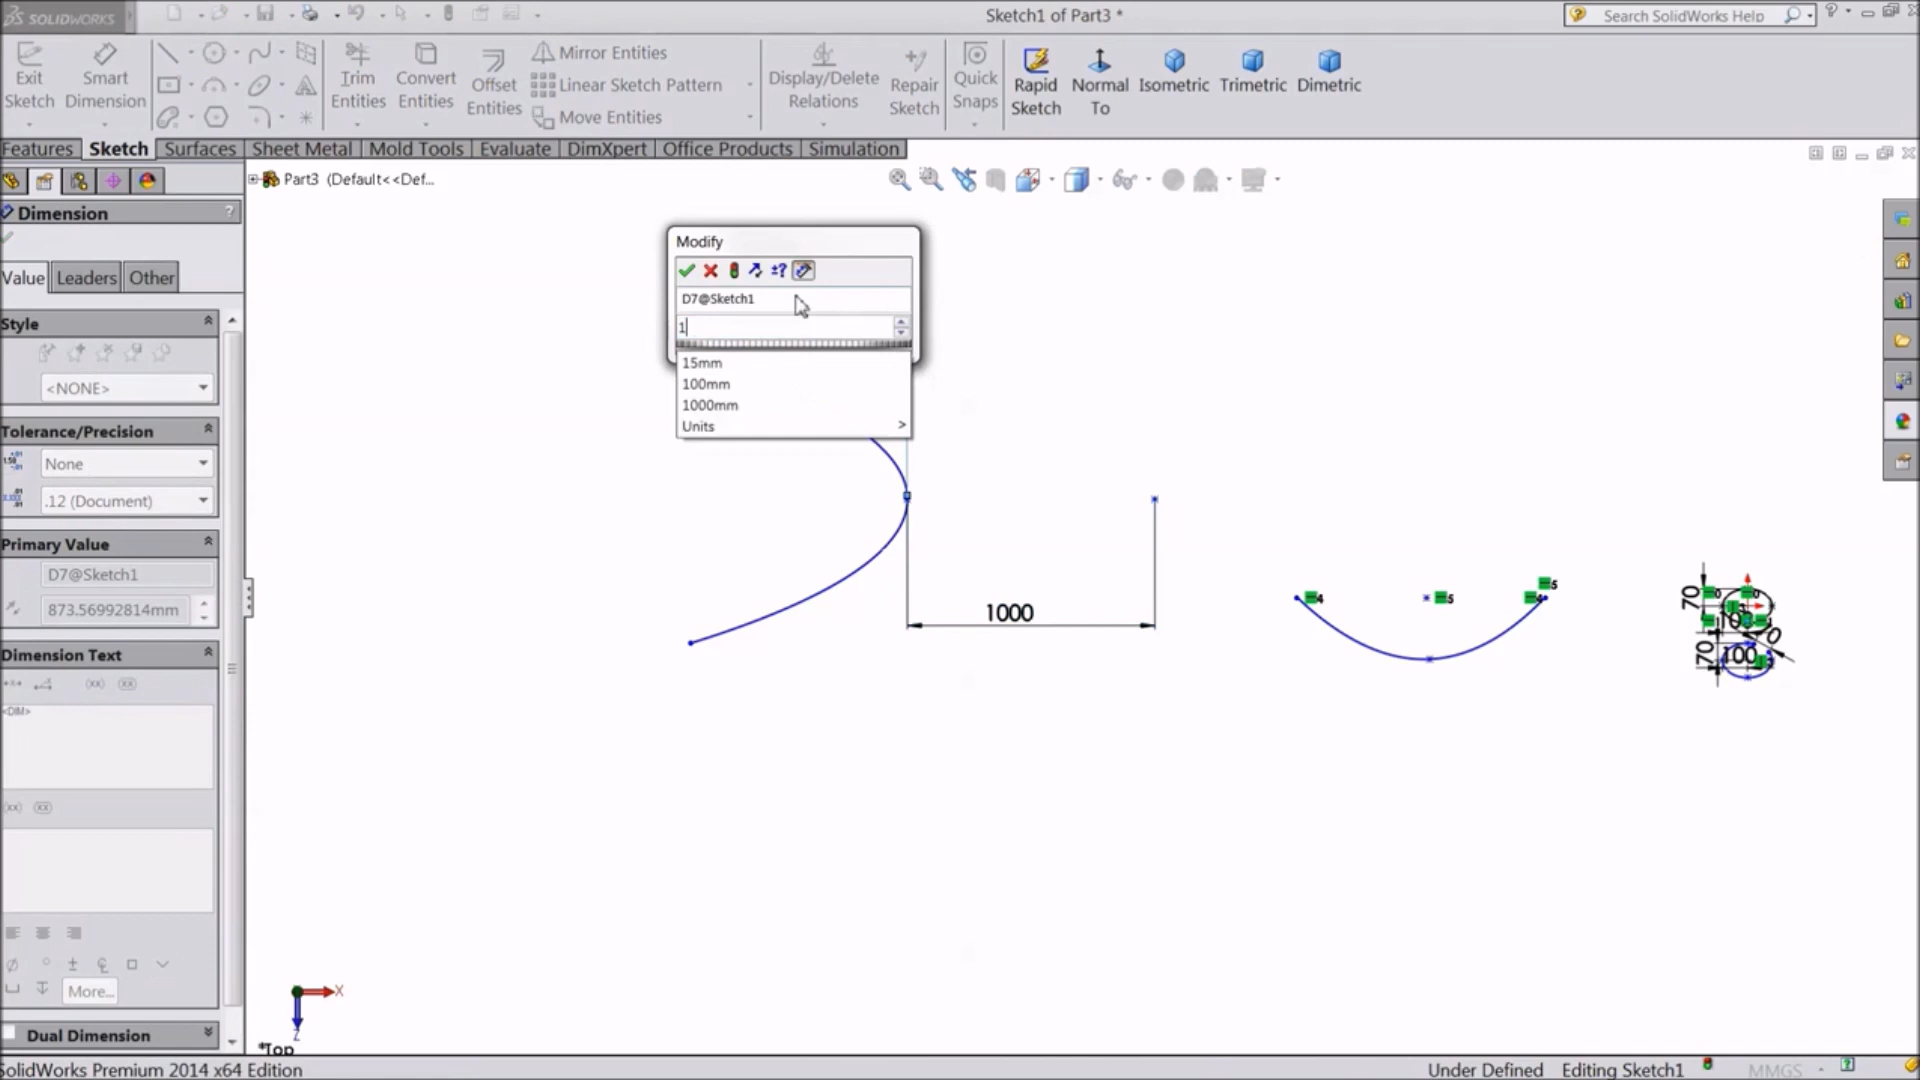 SOLIDWORKS
Sketch1 of Part3 *
Search SolidWorks Help
Exit Sketch
Smart Dimension
Trim Entities
Convert Entities
Offset Entities
Mirror Entities
Linear Sketch Pattern
Move Entities
Display/Delete Relations
Repair Sketch
Quick Snaps
Rapid Sketch
Normal To
Isometric
Trimetric
Dimetric
Features Sketch Surfaces Sheet Metal Mold Tools Evaluate DimXpert Office Products Simulation
Part3 (Default<<Def...
Dimension ?
Value Leaders Other
Style
<NONE>
Tolerance/Precision
None
.12 (Document)
Primary Value
D7@Sketch1
873.56992814mm
Dimension Text
<DIM>
More...
Dual Dimension
Modify
D7@Sketch1
1
15mm
100mm
1000mm
Units >
1000
4
5
4
5
70
70
100
X
Z
*Top
SolidWorks Premium 2014 x64 Edition
Under Defined Editing Sketch1 MMGS